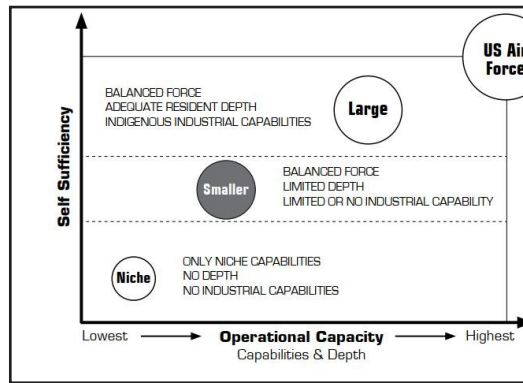 US Air
Force
BALANCED FORCE
ADEQUATE RESIDENT DEPTH
INDIGENOUS INDUSTRIAL CAPABILITIES
Large
Self Sufficiency
Smaller
BALANCED FORCE
LIMITED DEPTH
LIMITED OR NO INDUSTRIAL CAPABILITY
Niche
ONLY NICHE CAPABILITIES
NO DEPTH
NO INDUSTRIAL CAPABILITIES
Lowest Operational Capacity Highest
Capabilities & Depth